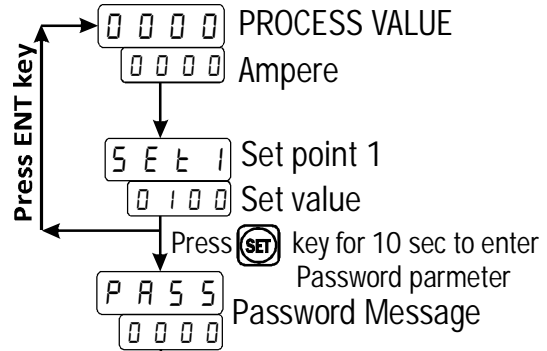 0000 PROCESS VALUE
0000 Ampere
Press ENT key
SEt1 Set point 1
0100 Set value
Press SET key for 10 sec to enter
Password parmeter
PASS
Password Message
0000